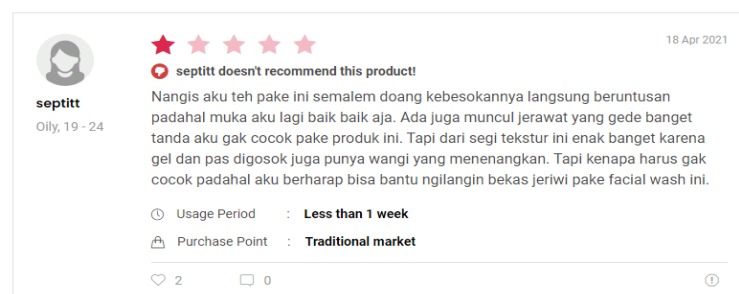 18 Apr 2021
septitt doesn't recommend this product!
septitt
Oily, 19 - 24
Nangis aku teh pake ini semalem doang kebesokannya langsung beruntusan
padahal muka aku lagi baik baik aja. Ada juga muncul jerawat yang gede banget
tanda aku gak cocok pake produk ini. Tapi dari segi tekstur ini enak banget karena
gel dan pas digosok juga punya wangi yang menenangkan. Tapi kenapa harus gak
cocok padahal aku berharap bisa bantu ngilangin bekas jeriwi pake facial wash ini.
Usage Period : Less than 1 week
Purchase Point : Traditional market
2 0